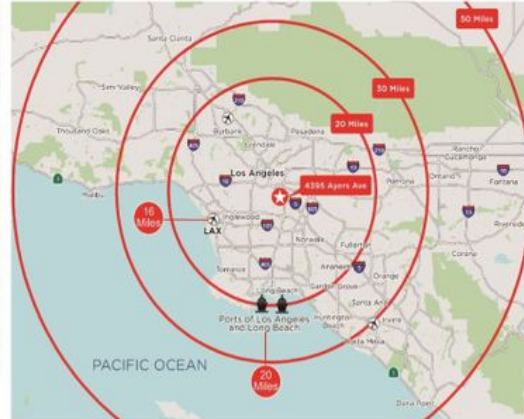 50 Miles
Santa Clarita
30 Miles
Simi Valley
Burbank
20 Miles
Thousand Oaks
Glendale
Pasadena
Rancho
Cucamonga
Los Angeles
Pomona
Ontario
Fontana
4395 Ayers Ave
Malibu
16
Miles
Inglewood
LAX
Riverside
Norwalk
Fullerton
Corona
Torrance
Anaheim
Orange
Long Beach
Garden Grove
Santa Ana
Ports of Los Angeles
and Long Beach
Huntington
Beach
Irvine
Costa Mesa
PACIFIC OCEAN
20
Miles
Dana Point